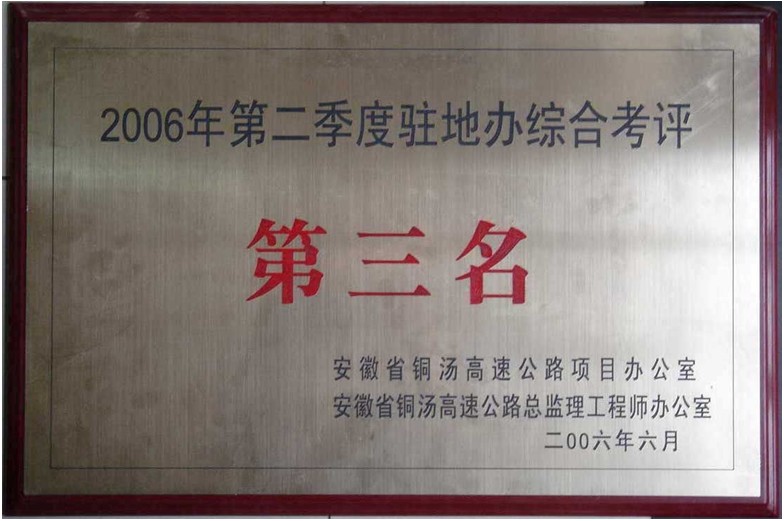 2006年第二季度驻地办综合考评
第三名
安徽省铜汤高速公路项目办公室
安徽省铜汤高速公路总监理工程师办公室
二00六年六月